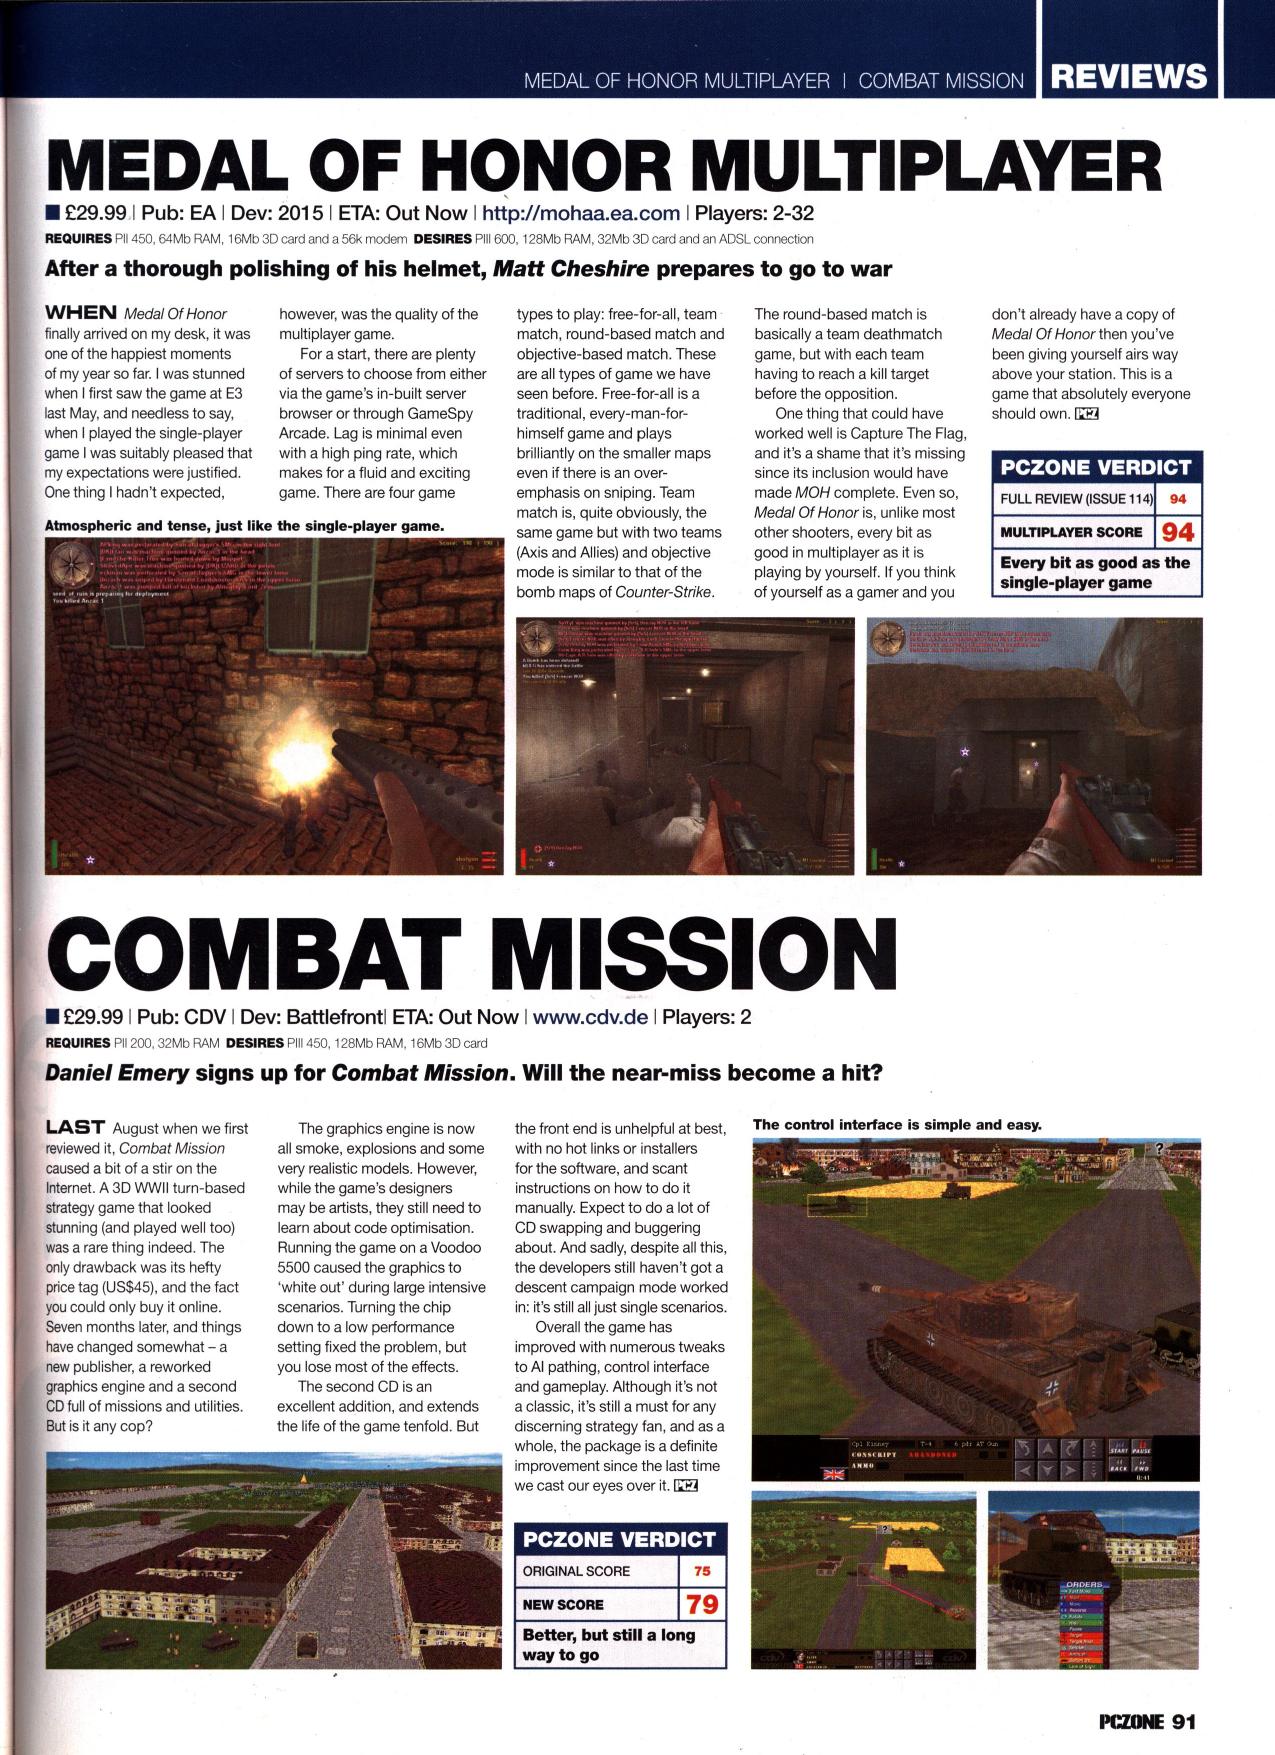 MEDAL OF HONOR MULTIPLAYER | COMBAT MISSION
REVIEWS
MEDAL OF HONOR MULTIPLAYER
£29.99 | Pub: EA | Dev: 2015 | ETA: Out Now | http://mohaa.ea.com | Players: 2-32
REQUIRES PII 450, 64Mb RAM, 16Mb 3D card and a 56k modem DESIRES PIII 600, 128Mb RAM, 32Mb 3D card and an ADSL connection
After a thorough polishing of his helmet, Matt Cheshire prepares to go to war
WHEN Medal Of Honor
finally arrived on my desk, it was
one of the happiest moments
of my year so far. I was stunned
when I first saw the game at E3
last May, and needless to say,
when I played the single-player
game I was suitably pleased that
my expectations were justified.
One thing I hadn't expected,
however, was the quality of the
multiplayer game.
For a start, there are plenty
of servers to choose from either
via the game's in-built server
browser or through GameSpy
Arcade. Lag is minimal even
with a high ping rate, which
makes for a fluid and exciting
game. There are four game
types to play: free-for-all, team
match, round-based match and
objective-based match. These
are all types of game we have
seen before. Free-for-all is a
traditional, every-man-for-
himself game and plays
brilliantly on the smaller maps
even if there is an over-
emphasis on sniping. Team
match is, quite obviously, the
same game but with two teams
(Axis and Allies) and objective
mode is similar to that of the
bomb maps of Counter-Strike.
The round-based match is
basically a team deathmatch
game, but with each team
having to reach a kill target
before the opposition.
One thing that could have
worked well is Capture The Flag,
and it's a shame that it's missing
since its inclusion would have
made MOH complete. Even so,
Medal Of Honor is, unlike most
other shooters, every bit as
good in multiplayer as it is
playing by yourself. If you think
of yourself as a gamer and you
don't already have a copy of
Medal Of Honor then you've
been giving yourself airs way
above your station. This is a
game that absolutely everyone
should own. PCZ
PCZONE VERDICT
FULL REVIEW (ISSUE 114) 94
MULTIPLAYER SCORE 94
Every bit as good as the
single-player game
Atmospheric and tense, just like the single-player game.
COMBAT MISSION
£29.99 | Pub: CDV | Dev: Battlefront | ETA: Out Now | www.cdv.de | Players: 2
REQUIRES PII 200, 32Mb RAM DESIRES PIII 450, 128Mb RAM, 16Mb 3D card
Daniel Emery signs up for Combat Mission. Will the near-miss become a hit?
LAST August when we first
reviewed it, Combat Mission
caused a bit of a stir on the
Internet. A 3D WWII turn-based
strategy game that looked
stunning (and played well too)
was a rare thing indeed. The
only drawback was its hefty
price tag (US$45), and the fact
you could only buy it online.
Seven months later, and things
have changed somewhat – a
new publisher, a reworked
graphics engine and a second
CD full of missions and utilities.
But is it any cop?
The graphics engine is now
all smoke, explosions and some
very realistic models. However,
while the game's designers
may be artists, they still need to
learn about code optimisation.
Running the game on a Voodoo
5500 caused the graphics to
'white out' during large intensive
scenarios. Turning the chip
down to a low performance
setting fixed the problem, but
you lose most of the effects.
The second CD is an
excellent addition, and extends
the life of the game tenfold. But
the front end is unhelpful at best,
with no hot links or installers
for the software, and scant
instructions on how to do it
manually. Expect to do a lot of
CD swapping and buggering
about. And sadly, despite all this,
the developers still haven't got a
descent campaign mode worked
in: it's still all just single scenarios.
Overall the game has
improved with numerous tweaks
to AI pathing, control interface
and gameplay. Although it's not
a classic, it's still a must for any
discerning strategy fan, and as a
whole, the package is a definite
improvement since the last time
we cast our eyes over it. PCZ
PCZONE VERDICT
ORIGINAL SCORE 75
NEW SCORE 79
Better, but still a long
way to go
The control interface is simple and easy.
Cpl Kinney T-4 6 pdr AT Gun
CONSCRIPT ABANDONED
AMMO
START PAUSE
BACK FWD
0:41
ORDERS
PCZONE 91